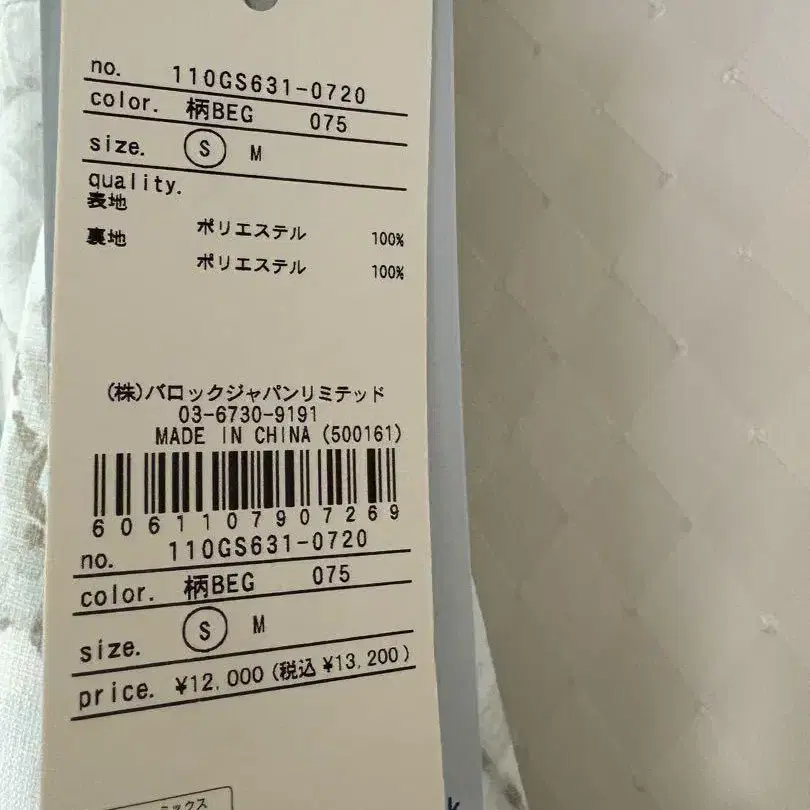 no. 110GS631-0720
color. 柄BEG 075
size. S M
quality.
表地
ポリエステル 100%
裏地
ポリエステル 100%
(株)バロックジャパンリミテッド
03-6730-9191
MADE IN CHINA (500161)
6061107907269
no. 110GS631-0720
color. 柄BEG 075
size. S M
price. ¥12,000 (税込 ¥13,200)